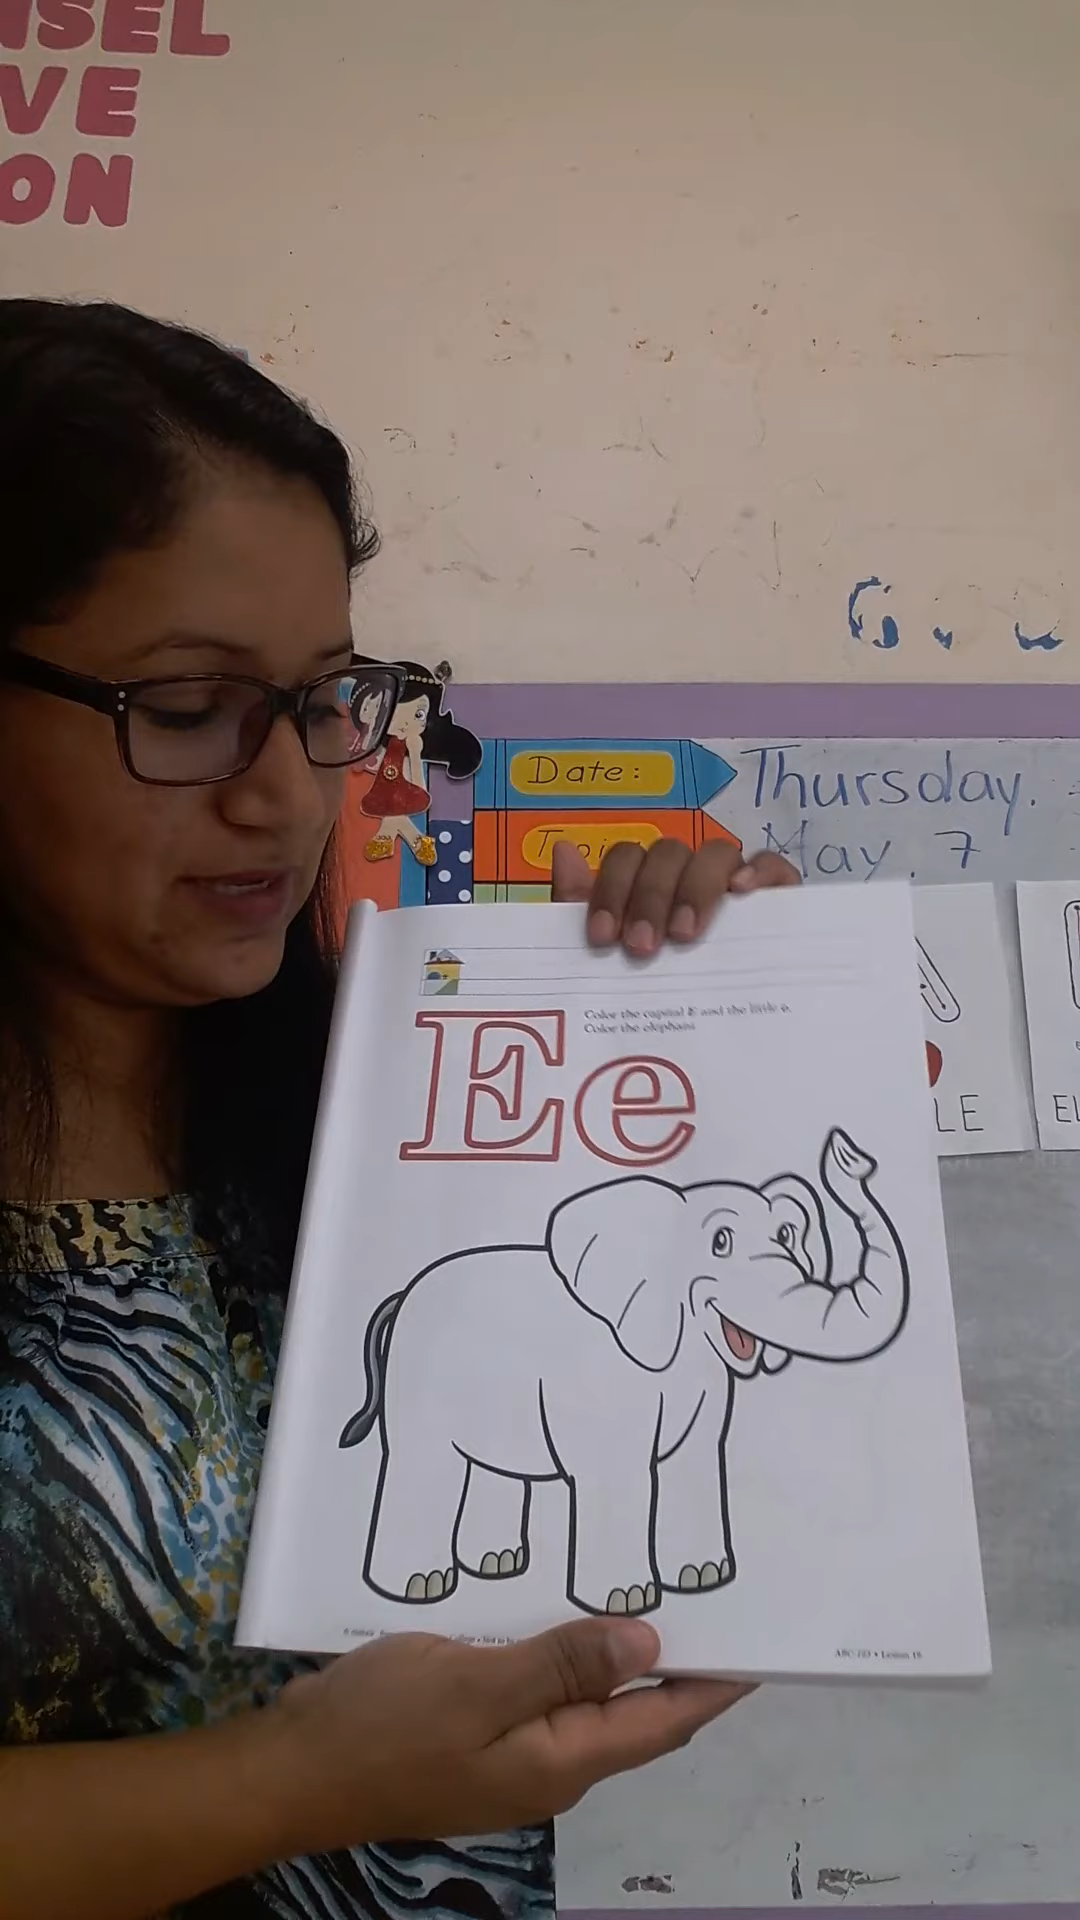 NSEL
VE
ON
Date:
Thursday.
May. 7
Color the capital E and the little e.
Color the elephant
Ee
LE
EL
ABC-123 • Lesson 16